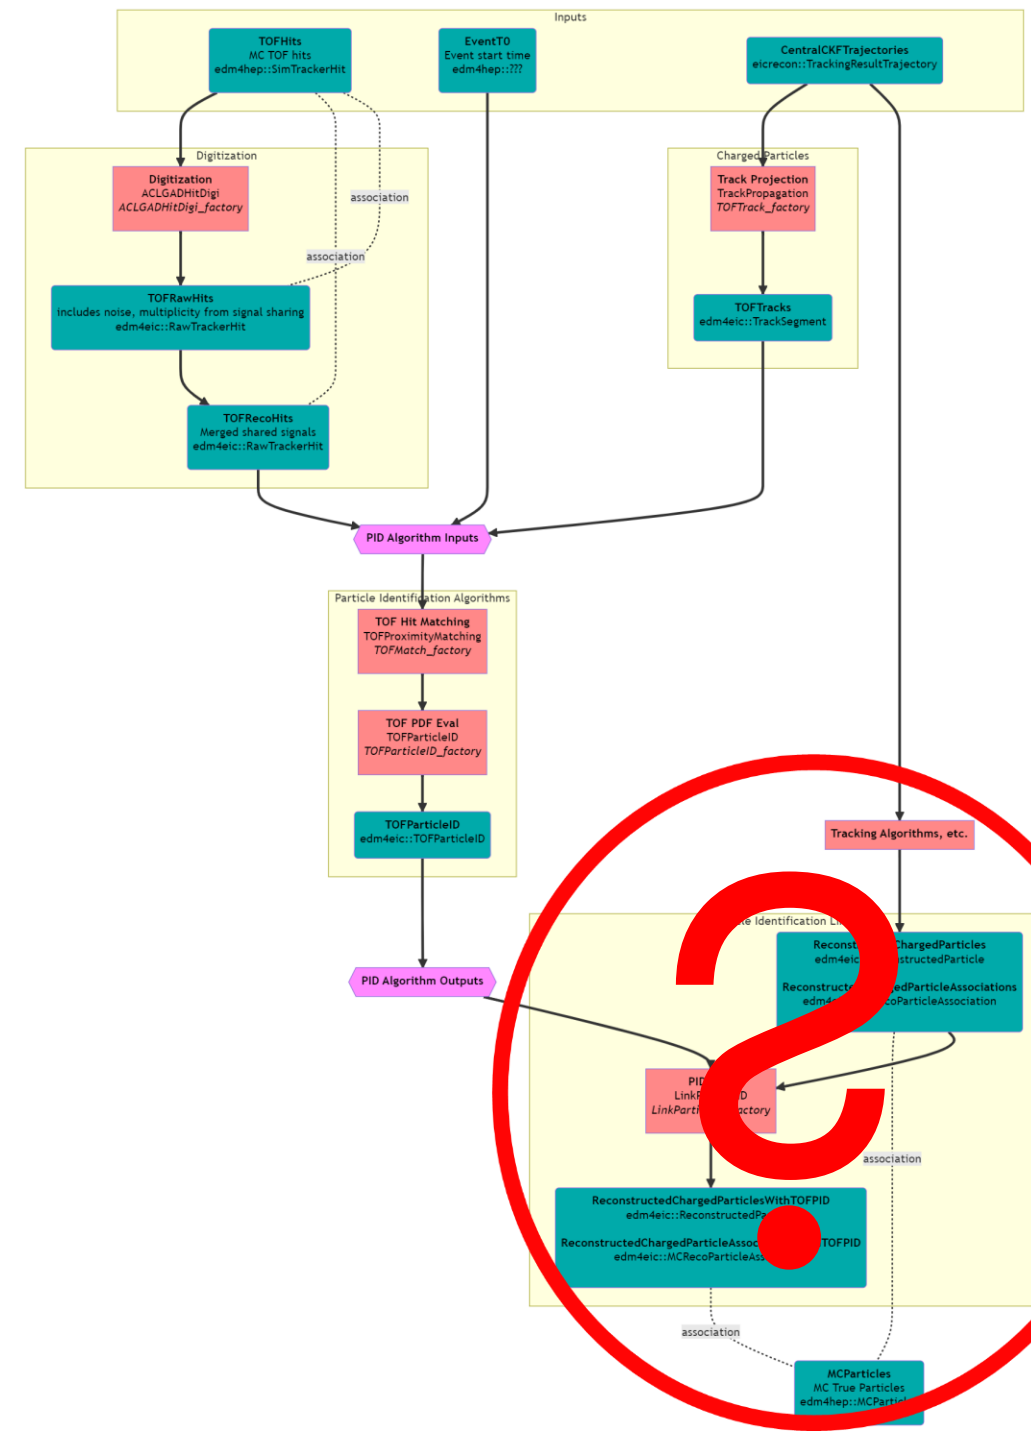 Inputs
TOFHits
MC TOF hits
edm4hep::SimTrackerHit
EventT0
Event start time
edm4hep::???
CentralCKFTrajectories
eicrecon::TrackingResultTrajectory
Digitization
Digitization
ACLGADHitDigi
ACLGADHitDigi_factory
association
association
TOFRawHits
includes noise, multiplicity from signal sharing
edm4eic::RawTrackerHit
TOFRecoHits
Merged shared signals
edm4eic::RawTrackerHit
Charged Particles
Track Projection
TrackPropagation
TOFTrack_factory
TOFTracks
edm4eic::TrackSegment
PID Algorithm Inputs
Particle Identification Algorithms
TOF Hit Matching
TOFProximityMatching
TOFMatch_factory
TOF PDF Eval
TOFParticleID
TOFParticleID_factory
TOFParticleID
edm4eic::TOFParticleID
PID Algorithm Outputs
Tracking Algorithms, etc.
Identification
?
PID
association
ReconstructedChargedParticlesWithTOFPID
association
MCParticles
MC True Particles